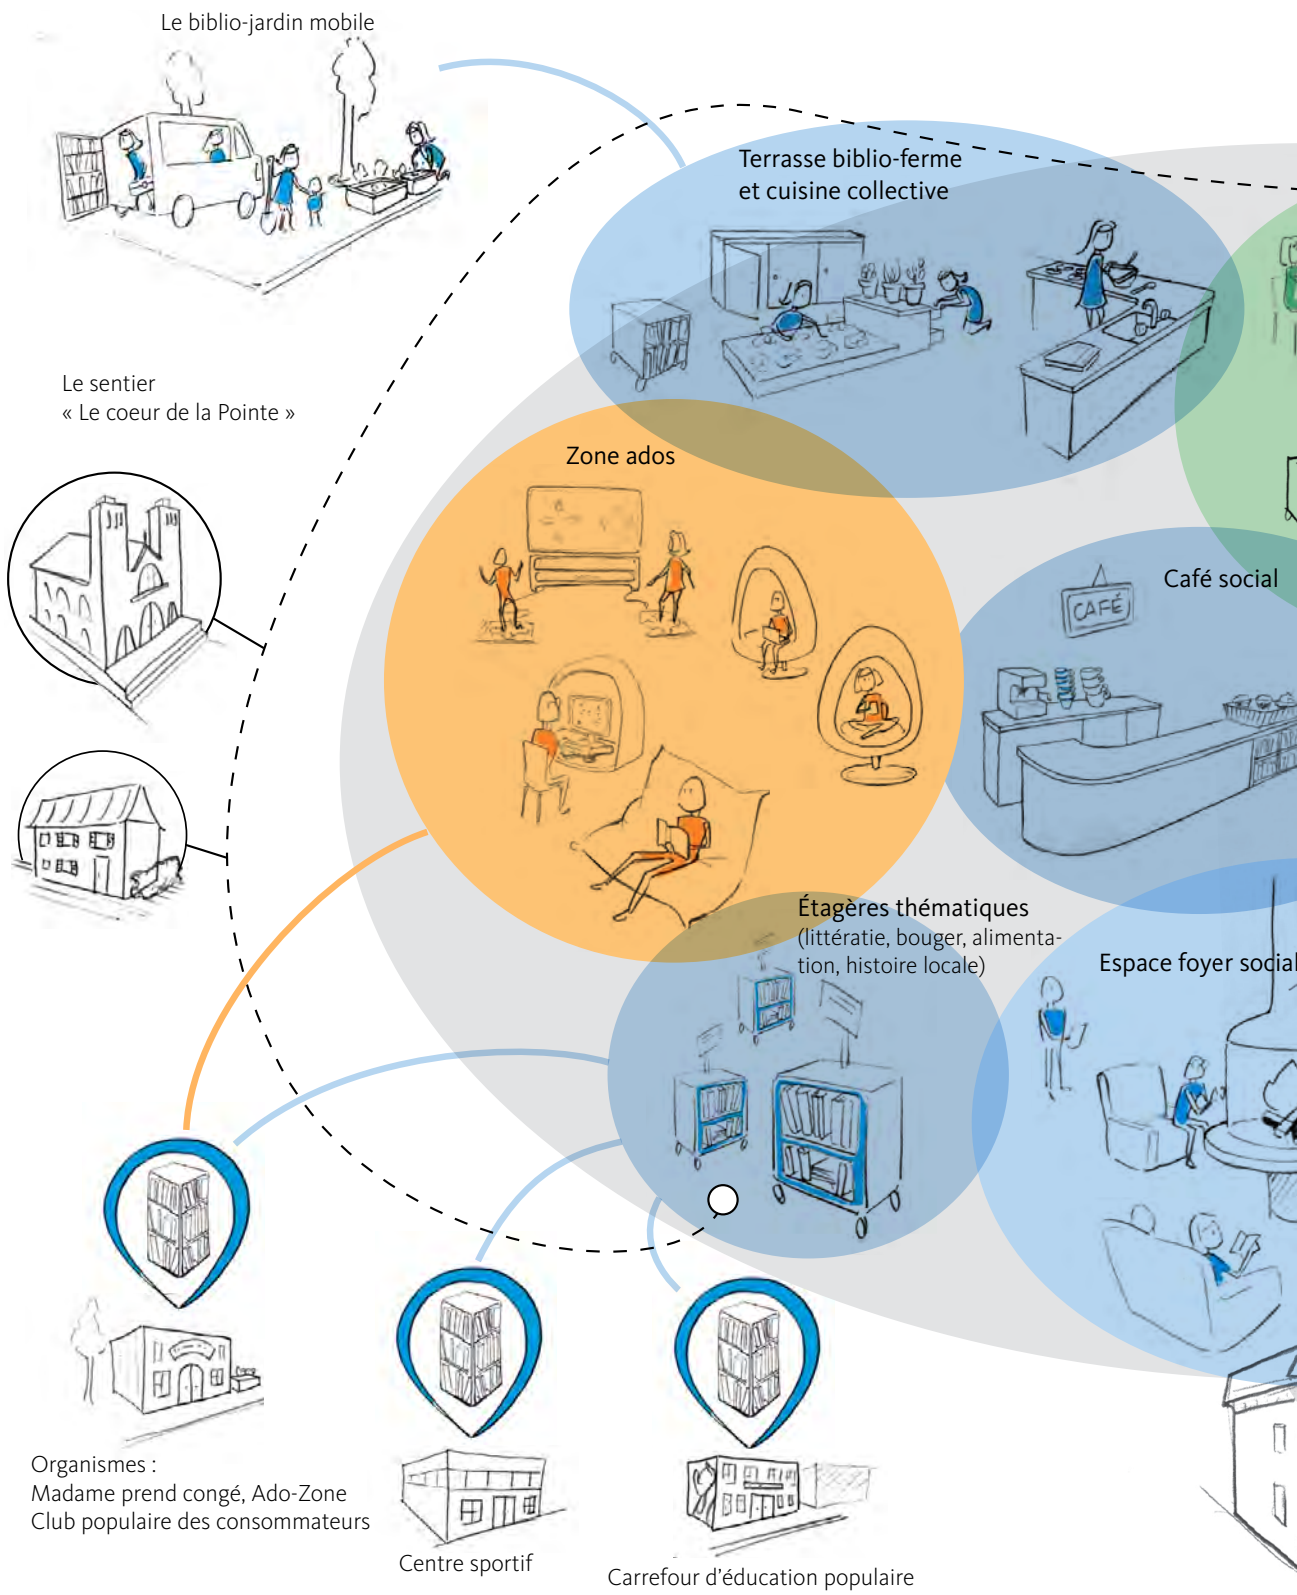 Le biblio-jardin mobile
Terrasse biblio-ferme
et cuisine collective
Le sentier
« Le coeur de la Pointe »
Zone ados
Café social
CAFÉ
Étagères thématiques
(littératie, bouger, alimenta-
tion, histoire locale)
Espace foyer social
Organismes :
Madame prend congé, Ado-Zone
Club populaire des consommateurs
Centre sportif
Carrefour d'éducation populaire